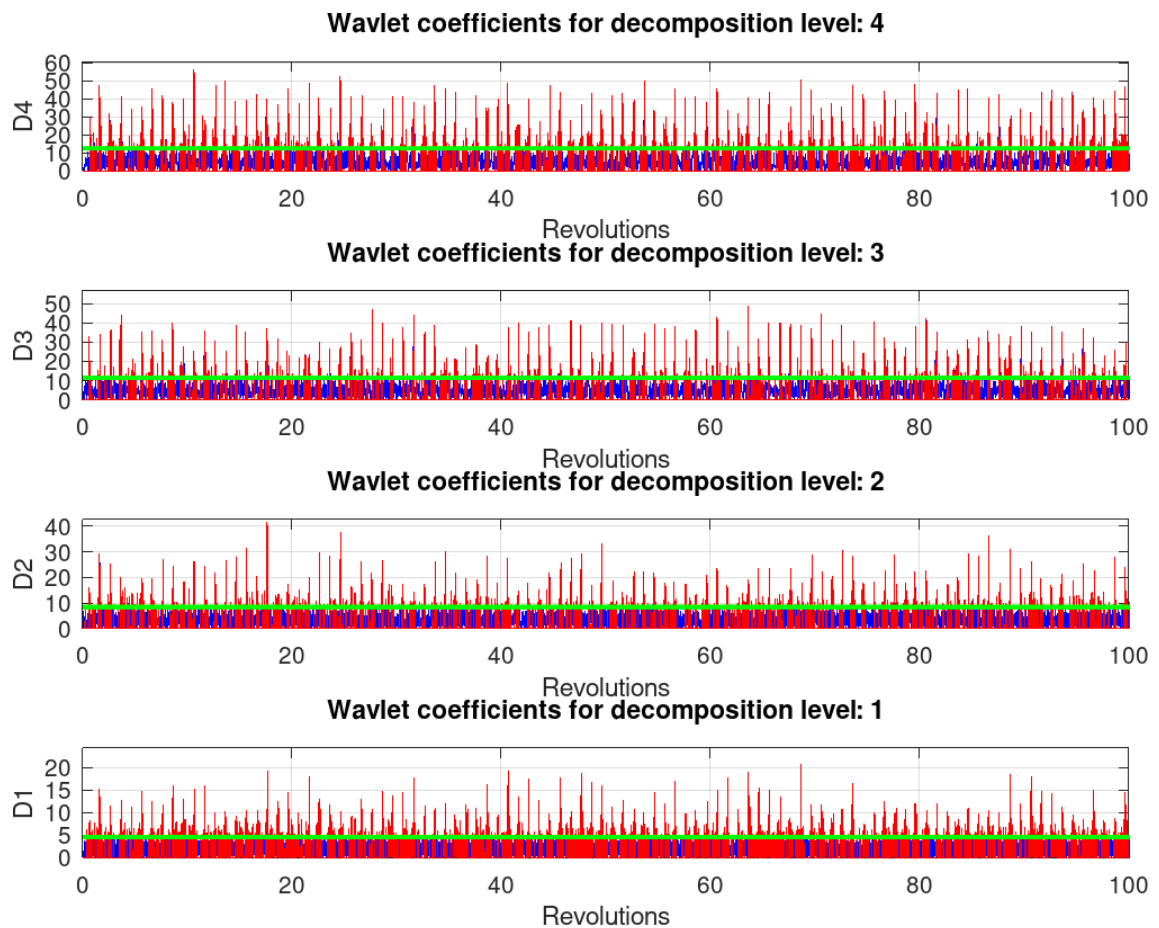 Wavlet coefficients for decomposition level: 4
60
50
40
30
20
10
0
D4
0 20 40 60 80 100
Revolutions
Wavlet coefficients for decomposition level: 3
50
40
30
20
10
0
D3
0 20 40 60 80 100
Revolutions
Wavlet coefficients for decomposition level: 2
40
30
20
10
0
D2
0 20 40 60 80 100
Revolutions
Wavlet coefficients for decomposition level: 1
20
15
10
5
0
D1
0 20 40 60 80 100
Revolutions